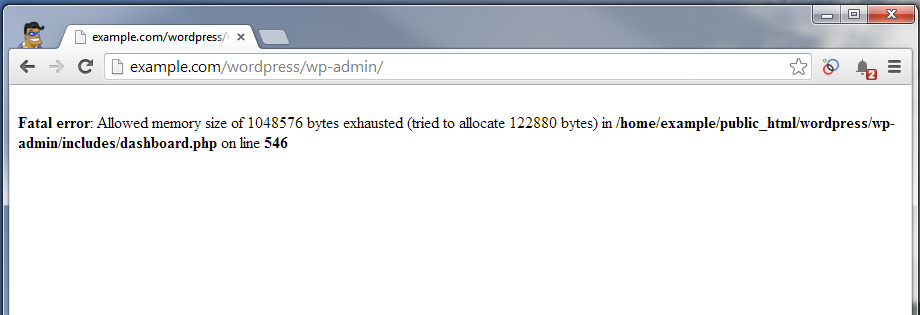 example.com/wordpress/
example.com/wordpress/wp-admin/
2
Fatal error: Allowed memory size of 1048576 bytes exhausted (tried to allocate 122880 bytes) in /home/example/public_html/wordpress/wp-
admin/includes/dashboard.php on line 546